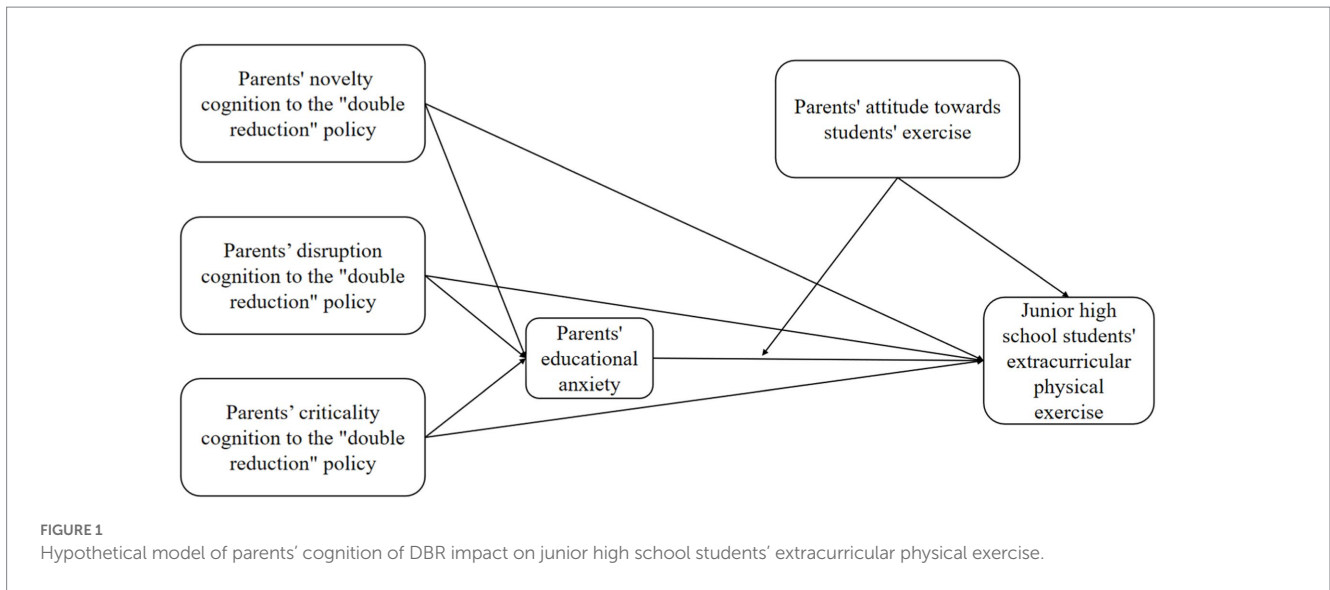 Parents' novelty
cognition to the "double
reduction" policy
Parents' attitude towards
students' exercise
Parents’ disruption
cognition to the "double
reduction" policy
Parents'
educational
anxiety
Junior high
school students'
extracurricular
physical
exercise
Parents’ criticality
cognition to the "double
reduction" policy
FIGURE 1
Hypothetical model of parents’ cognition of DBR impact on junior high school students’ extracurricular physical exercise.